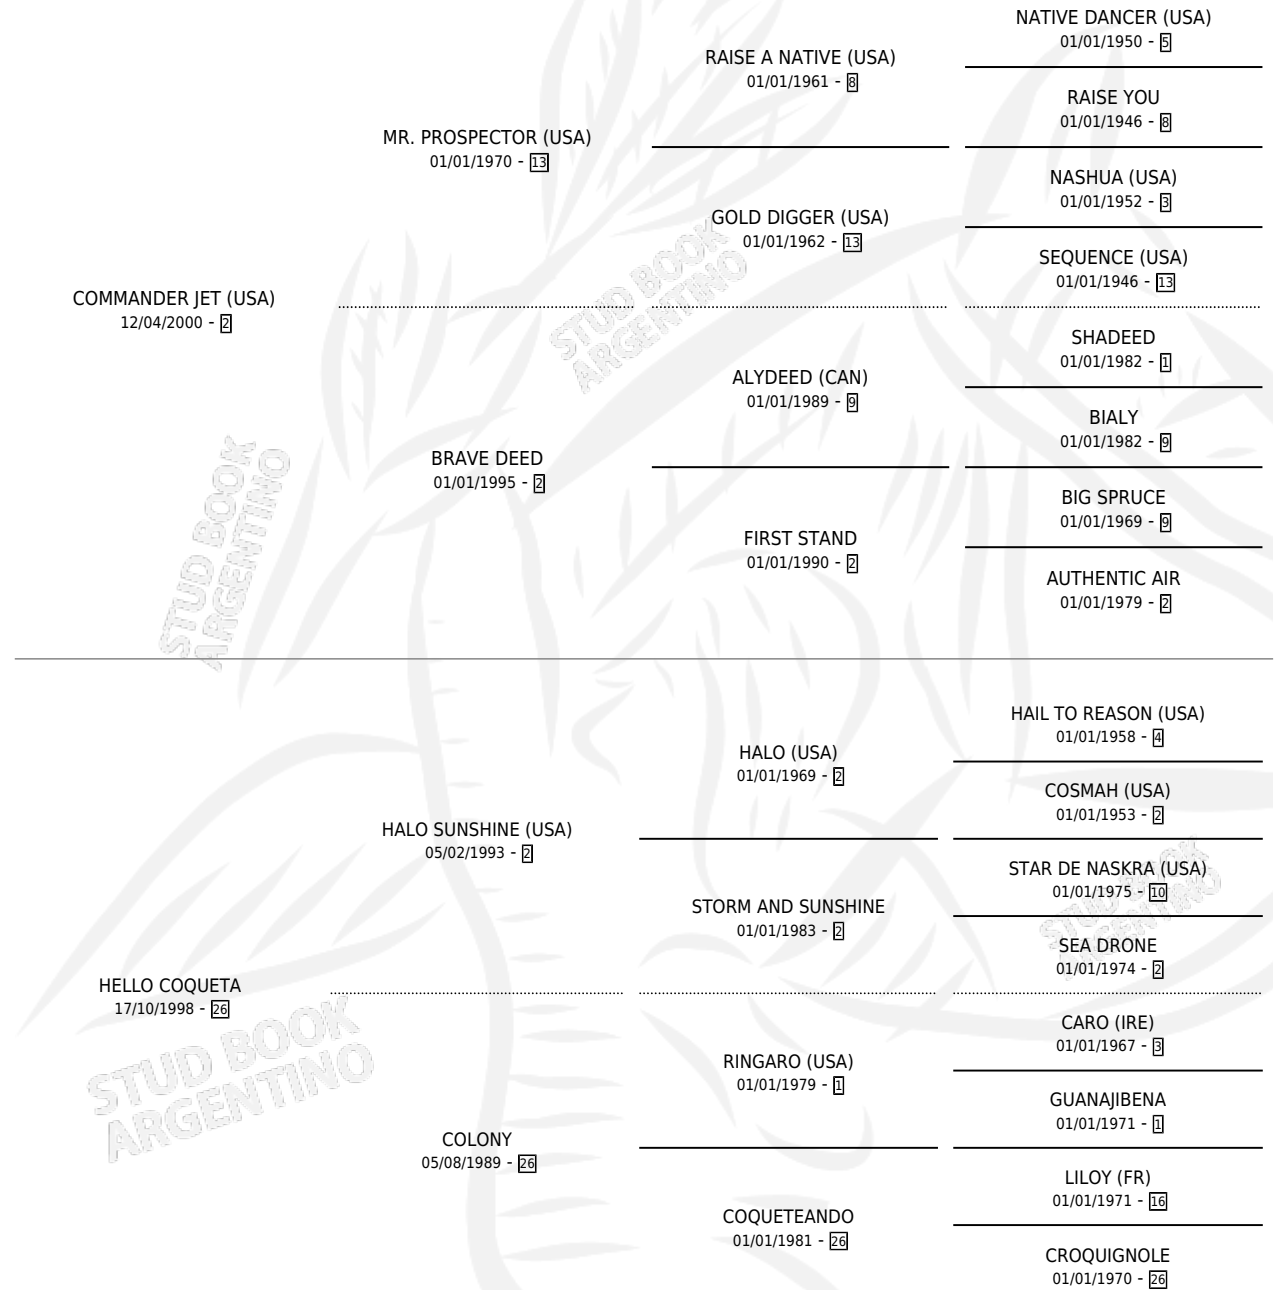 NATIVE DANCER (USA)
01/01/1950 - 5
RAISE A NATIVE (USA)
01/01/1961 - 8
RAISE YOU
01/01/1946 - 8
MR. PROSPECTOR (USA)
01/01/1970 - 13
NASHUA (USA)
01/01/1952 - 3
GOLD DIGGER (USA)
01/01/1962 - 13
SEQUENCE (USA)
01/01/1946 - 13
COMMANDER JET (USA)
12/04/2000 - 2
SHADEED
01/01/1982 - 1
ALYDEED (CAN)
01/01/1989 - 9
BIALY
01/01/1982 - 9
BRAVE DEED
01/01/1995 - 2
BIG SPRUCE
01/01/1969 - 9
FIRST STAND
01/01/1990 - 2
AUTHENTIC AIR
01/01/1979 - 2
HAIL TO REASON (USA)
01/01/1958 - 4
HALO (USA)
01/01/1969 - 2
COSMAH (USA)
01/01/1953 - 2
HALO SUNSHINE (USA)
05/02/1993 - 2
STAR DE NASKRA (USA)
01/01/1975 - 10
STORM AND SUNSHINE
01/01/1983 - 2
SEA DRONE
01/01/1974 - 2
HELLO COQUETA
17/10/1998 - 26
CARO (IRE)
01/01/1967 - 3
RINGARO (USA)
01/01/1979 - 1
GUANAJIBENA
01/01/1971 - 1
COLONY
05/08/1989 - 26
LILOY (FR)
01/01/1971 - 16
COQUETEANDO
01/01/1981 - 26
CROQUIGNOLE
01/01/1970 - 26
STUD BOOK
ARGENTINO
STUD BOOK
ARGENTINO
STUD BOOK
ARGENTINO
STUD BOOK
ARGENTINO